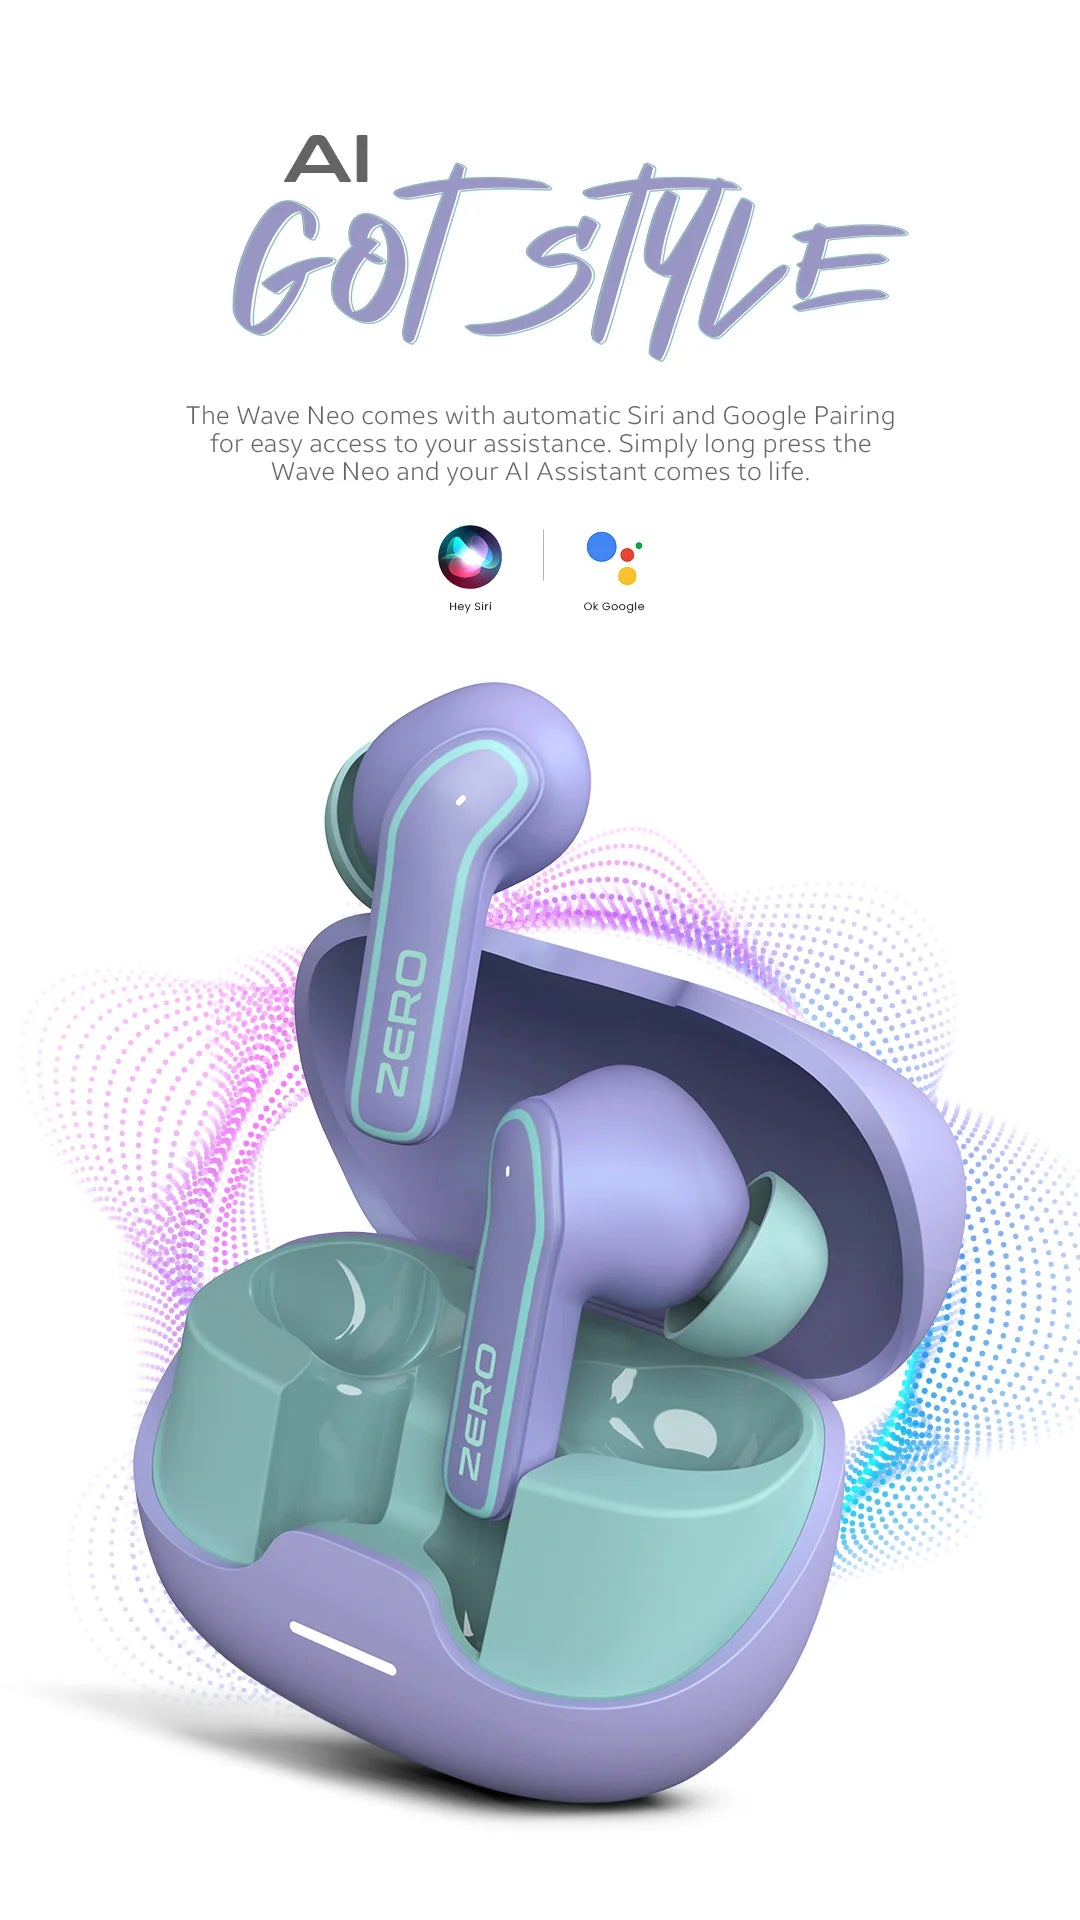 AI
GOT STYLE
The Wave Neo comes with automatic Siri and Google Pairing
for easy access to your assistance. Simply long press the
Wave Neo and your AI Assistant comes to life.
Hey Siri
Ok Google
ZERO
ZERO